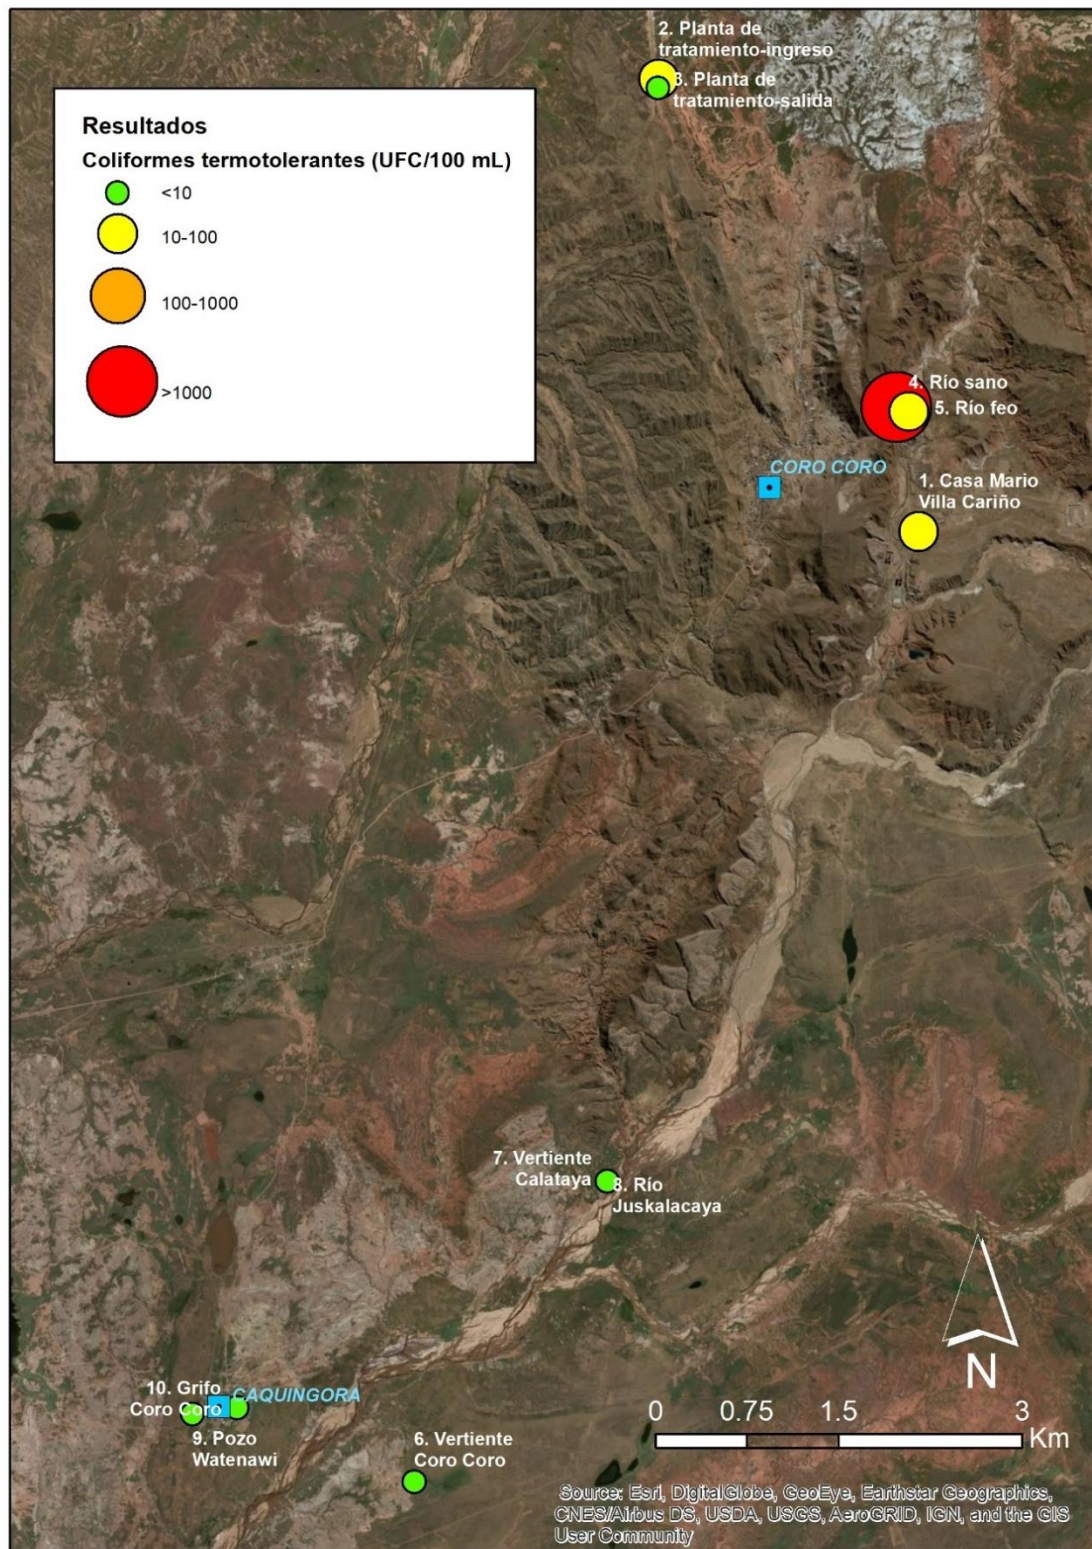 2. Planta de
tratamiento-ingreso
3. Planta de
tratamiento-salida
Resultados
Coliformes termotolerantes (UFC/100 mL)
<10
10-100
100-1000
>1000
4. Río sano
5. Río feo
CORO CORO
1. Casa Mario
Villa Cariño
7. Vertiente
Calataya
8. Río
Juskalacaya
N
10. Grifo
Coro Coro
CAQUINGORA
9. Pozo
Watenawi
6. Vertiente
Coro Coro
0 0.75 1.5 3
Km
Source: Esri, DigitalGlobe, GeoEye, Earthstar Geographics,
CNES/Airbus DS, USDA, USGS, AeroGRID, IGN, and the GIS
User Community